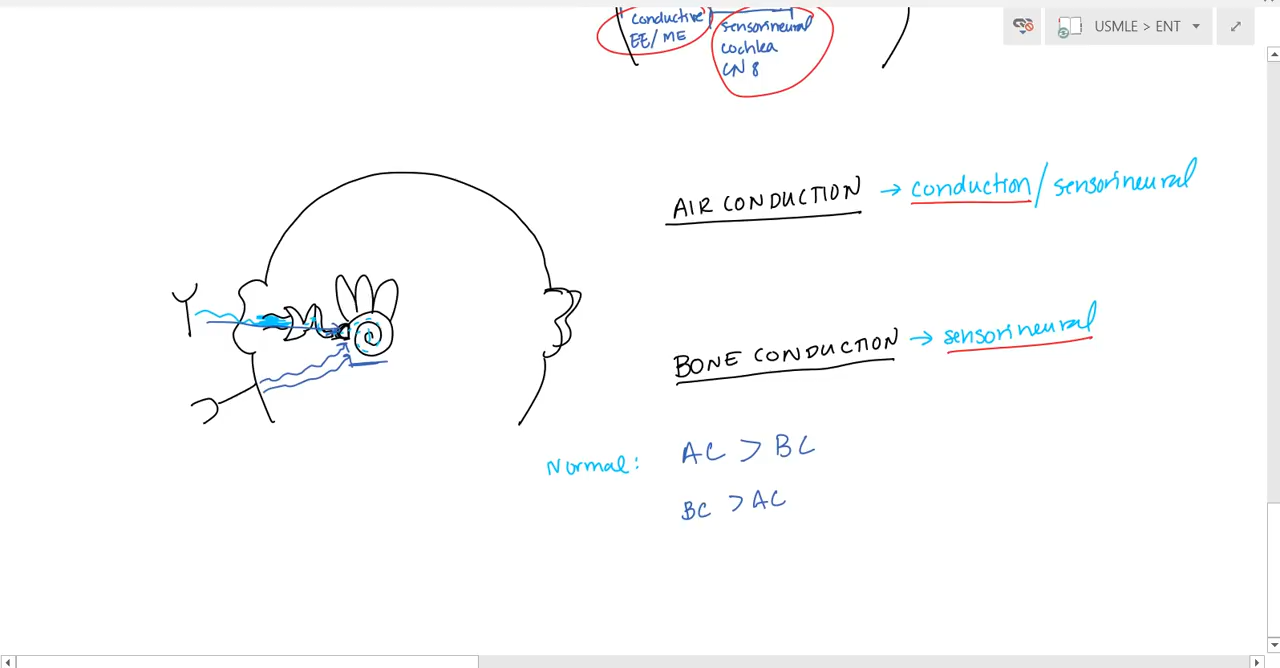 conductive
EE/ME
sensorineural
cochlea
CN 8
USMLE > ENT
AIR CONDUCTION → conduction/sensorineural
BONE CONDUCTION → sensorineural
Normal: AC > BC
BC > AC